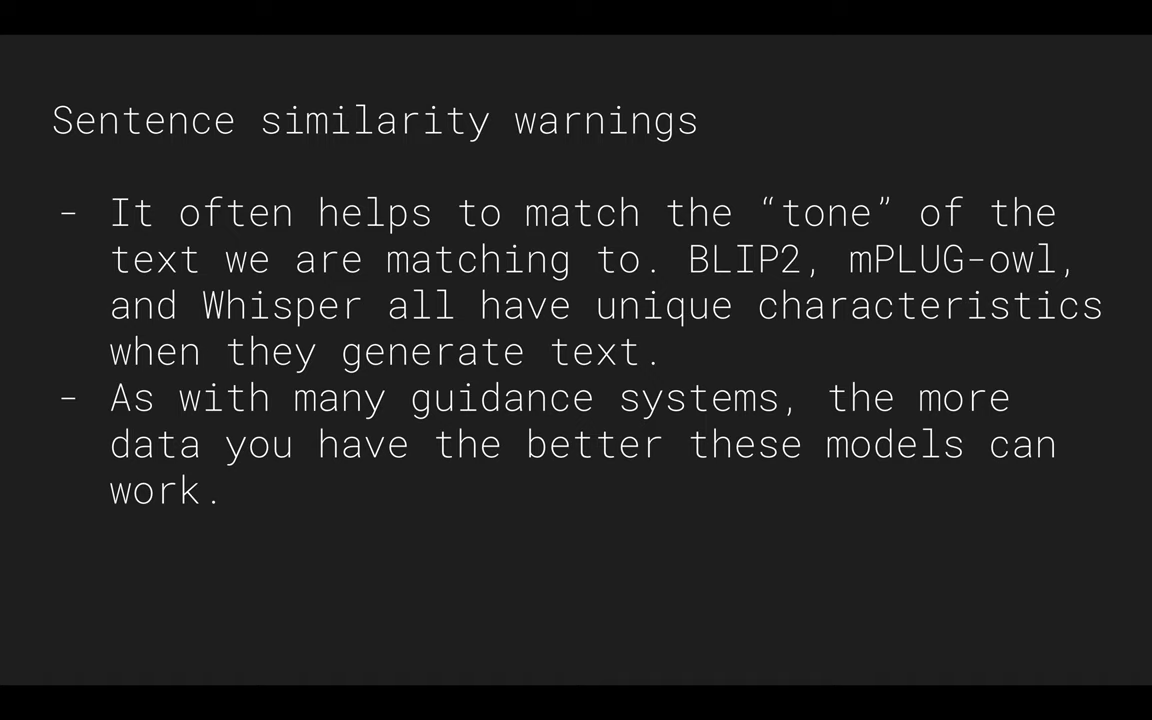 Sentence similarity warnings
- It often helps to match the “tone” of the
text we are matching to. BLIP2, mPLUG-owl,
and Whisper all have unique characteristics
when they generate text.
- As with many guidance systems, the more
data you have the better these models can
work.